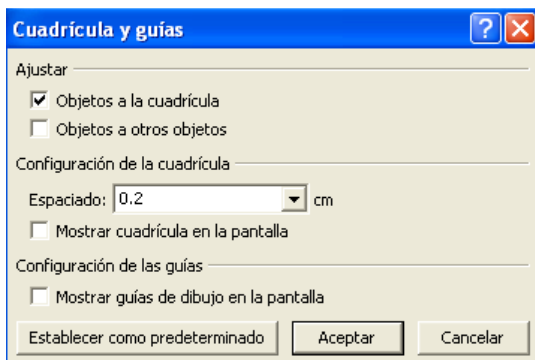 Cuadrícula y guías
Ajustar
Objetos a la cuadrícula
Objetos a otros objetos
Configuración de la cuadrícula
Espaciado: 0.2 cm
Mostrar cuadrícula en la pantalla
Configuración de las guías
Mostrar guías de dibujo en la pantalla
Establecer como predeterminado Aceptar Cancelar